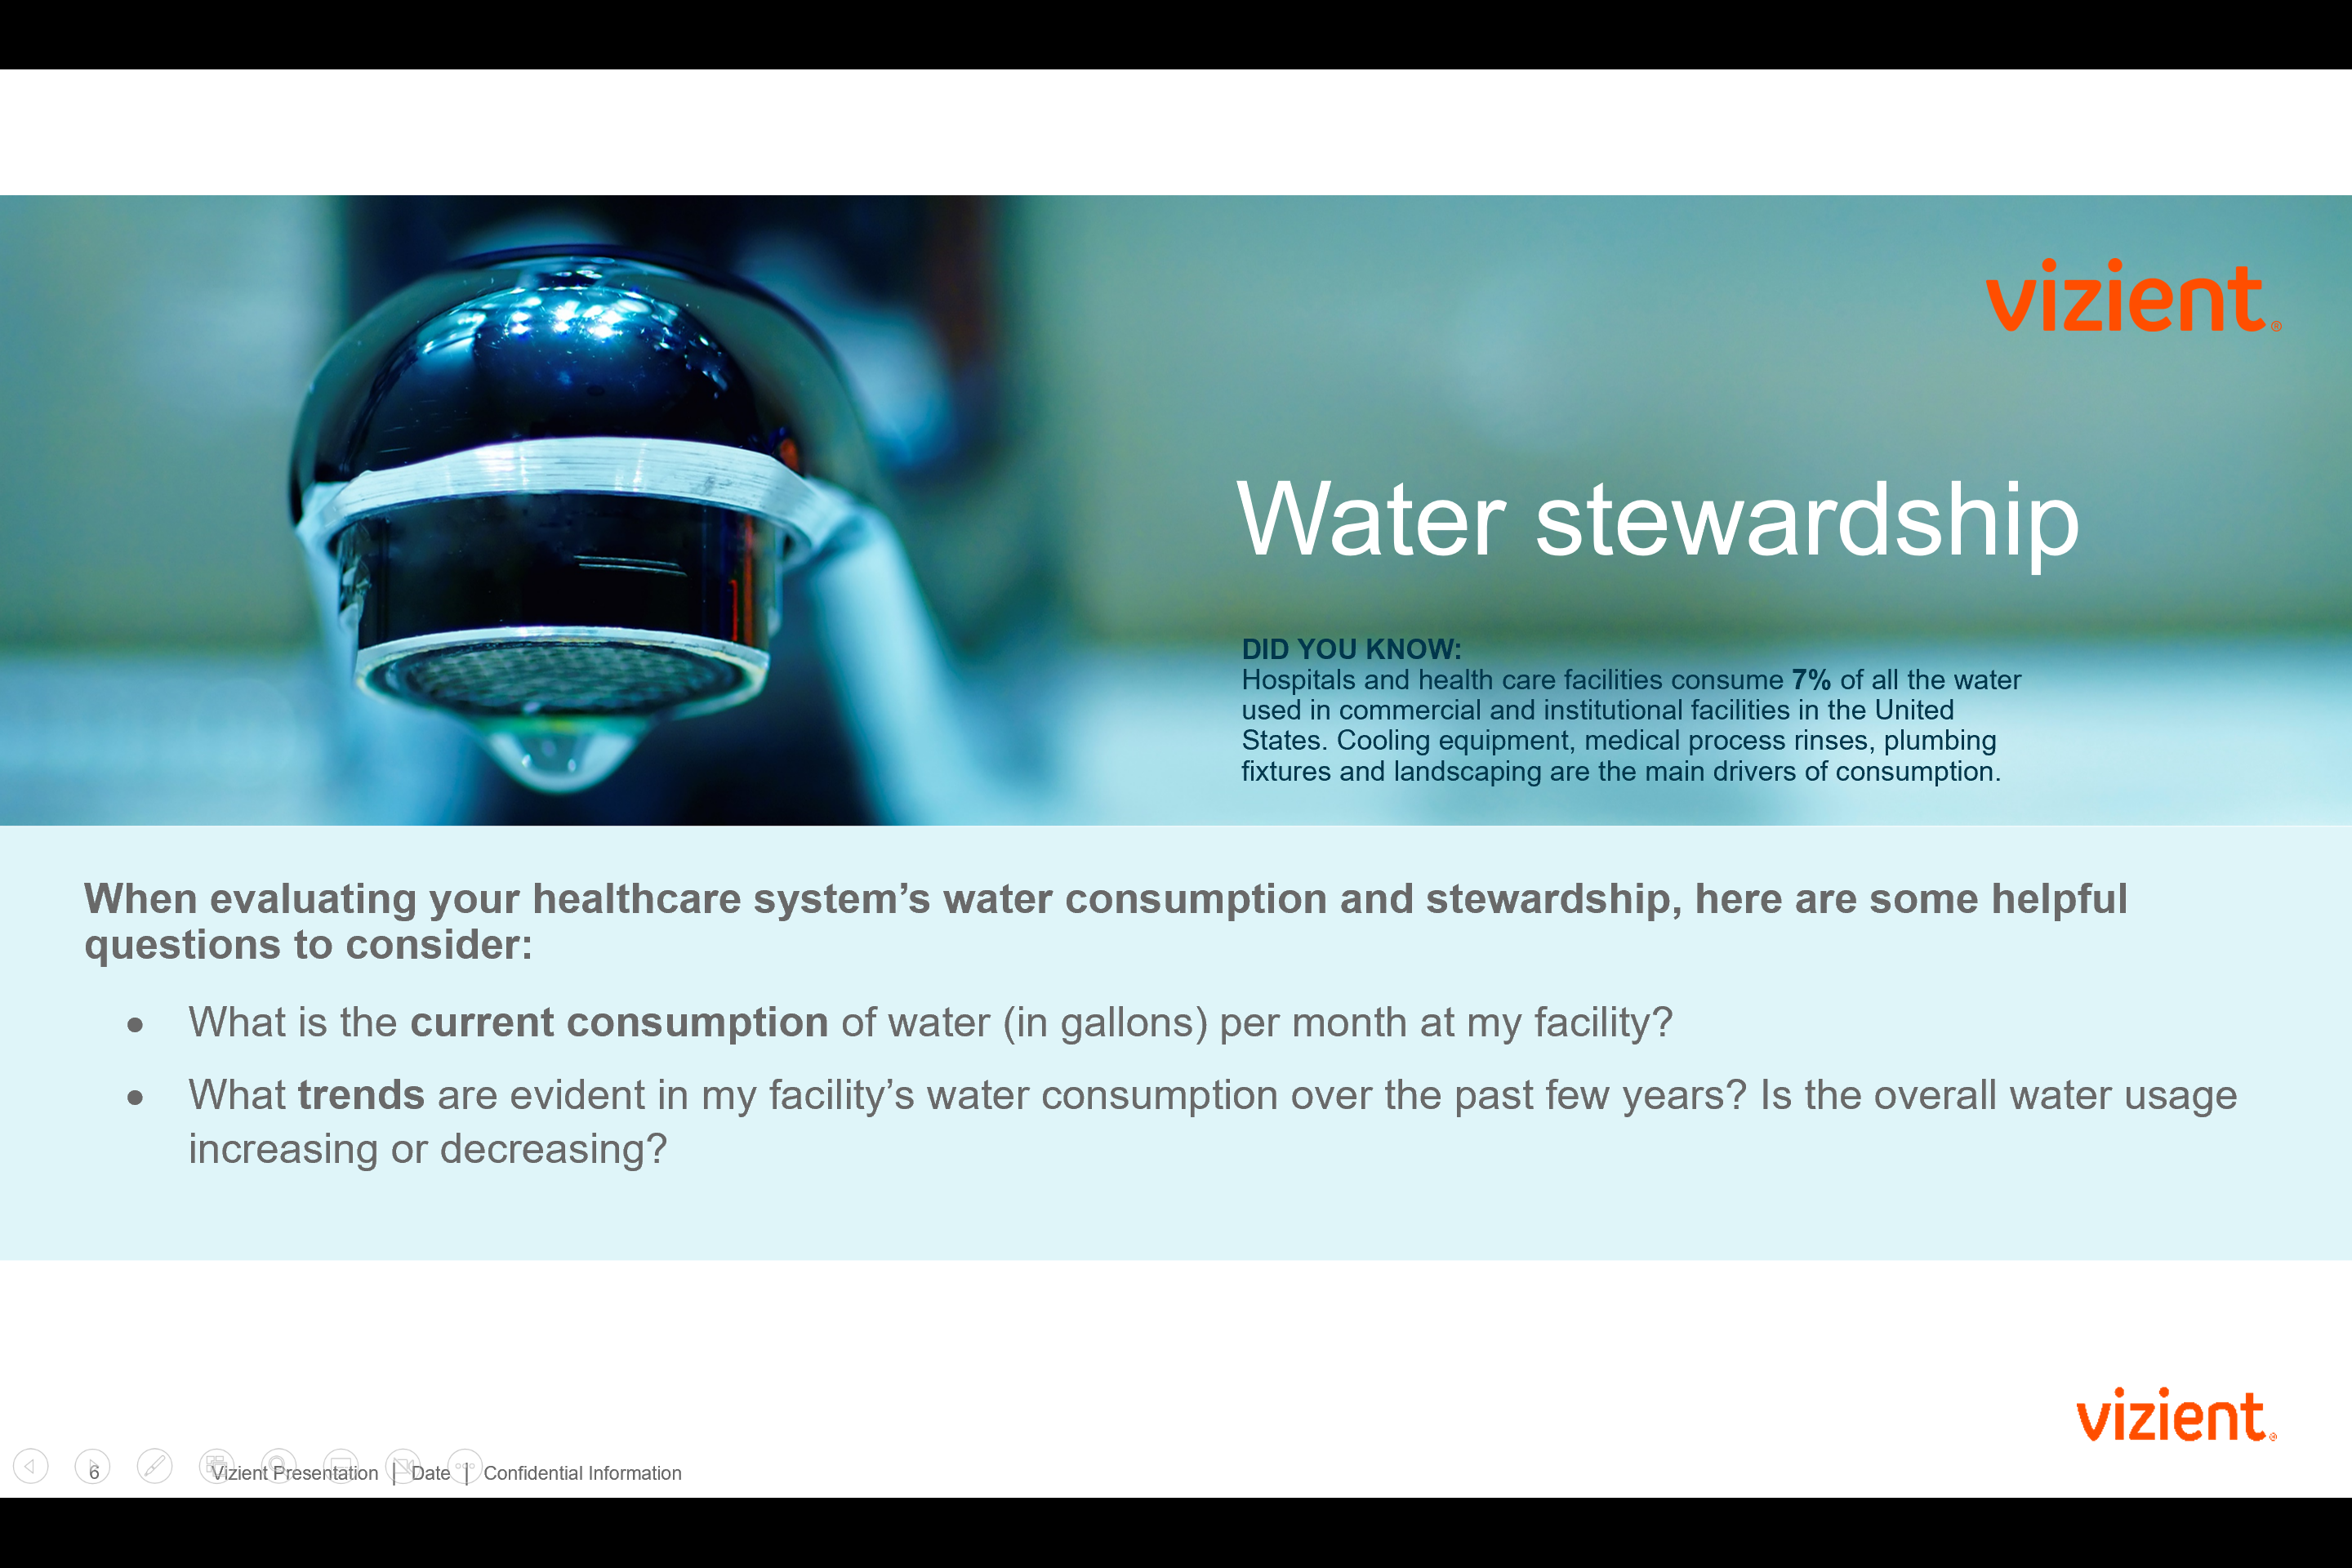 vizient®
Water stewardship
DID YOU KNOW:
Hospitals and health care facilities consume 7% of all the water
used in commercial and institutional facilities in the United
States. Cooling equipment, medical process rinses, plumbing
fixtures and landscaping are the main drivers of consumption.
When evaluating your healthcare system’s water consumption and stewardship, here are some helpful
questions to consider:
• What is the current consumption of water (in gallons) per month at my facility?
• What trends are evident in my facility’s water consumption over the past few years? Is the overall water usage
increasing or decreasing?
vizient®
6 Vizient Presentation | Date | Confidential Information